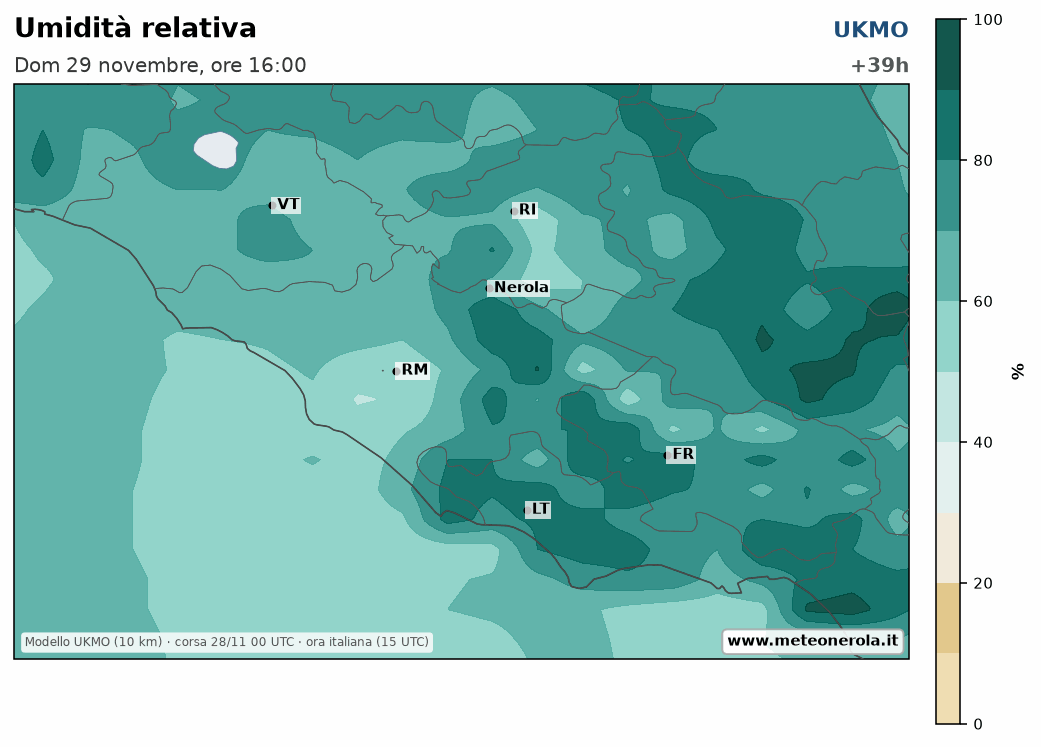 Umidità relativa
UKMO
Dom 29 novembre, ore 16:00
+39h
100
80
60
40
20
0
%
VT
RI
Nerola
RM
FR
LT
Modello UKMO (10 km) · corsa 28/11 00 UTC · ora italiana (15 UTC)
www.meteonerola.it